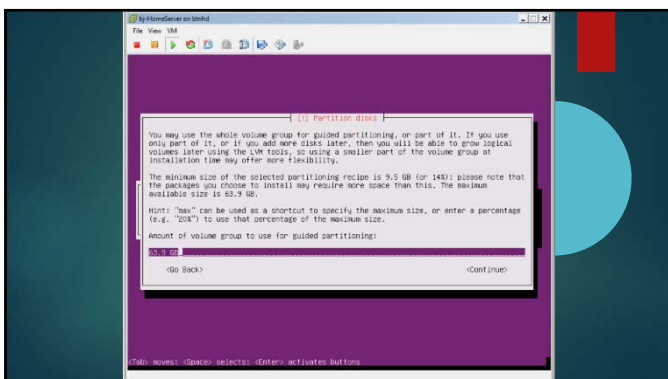 bj-HomeServer on btnhd
File View VM
[!] Partition disks
You may use the whole volume group for guided partitioning, or part of it. If you use
only part of it, or if you add more disks later, then you will be able to grow logical
volumes later using the LVM tools, so using a smaller part of the volume group at
installation time may offer more flexibility.
The minimum size of the selected partitioning recipe is 9.5 GB (or 14%); please note that
the packages you choose to install may require more space than this. The maximum
available size is 63.9 GB.
Hint: "max" can be used as a shortcut to specify the maximum size, or enter a percentage
(e.g. "20%") to use that percentage of the maximum size.
Amount of volume group to use for guided partitioning:
63.9 GB
<Go Back> <Continue>
<Tab> moves; <Space> selects; <Enter> activates buttons